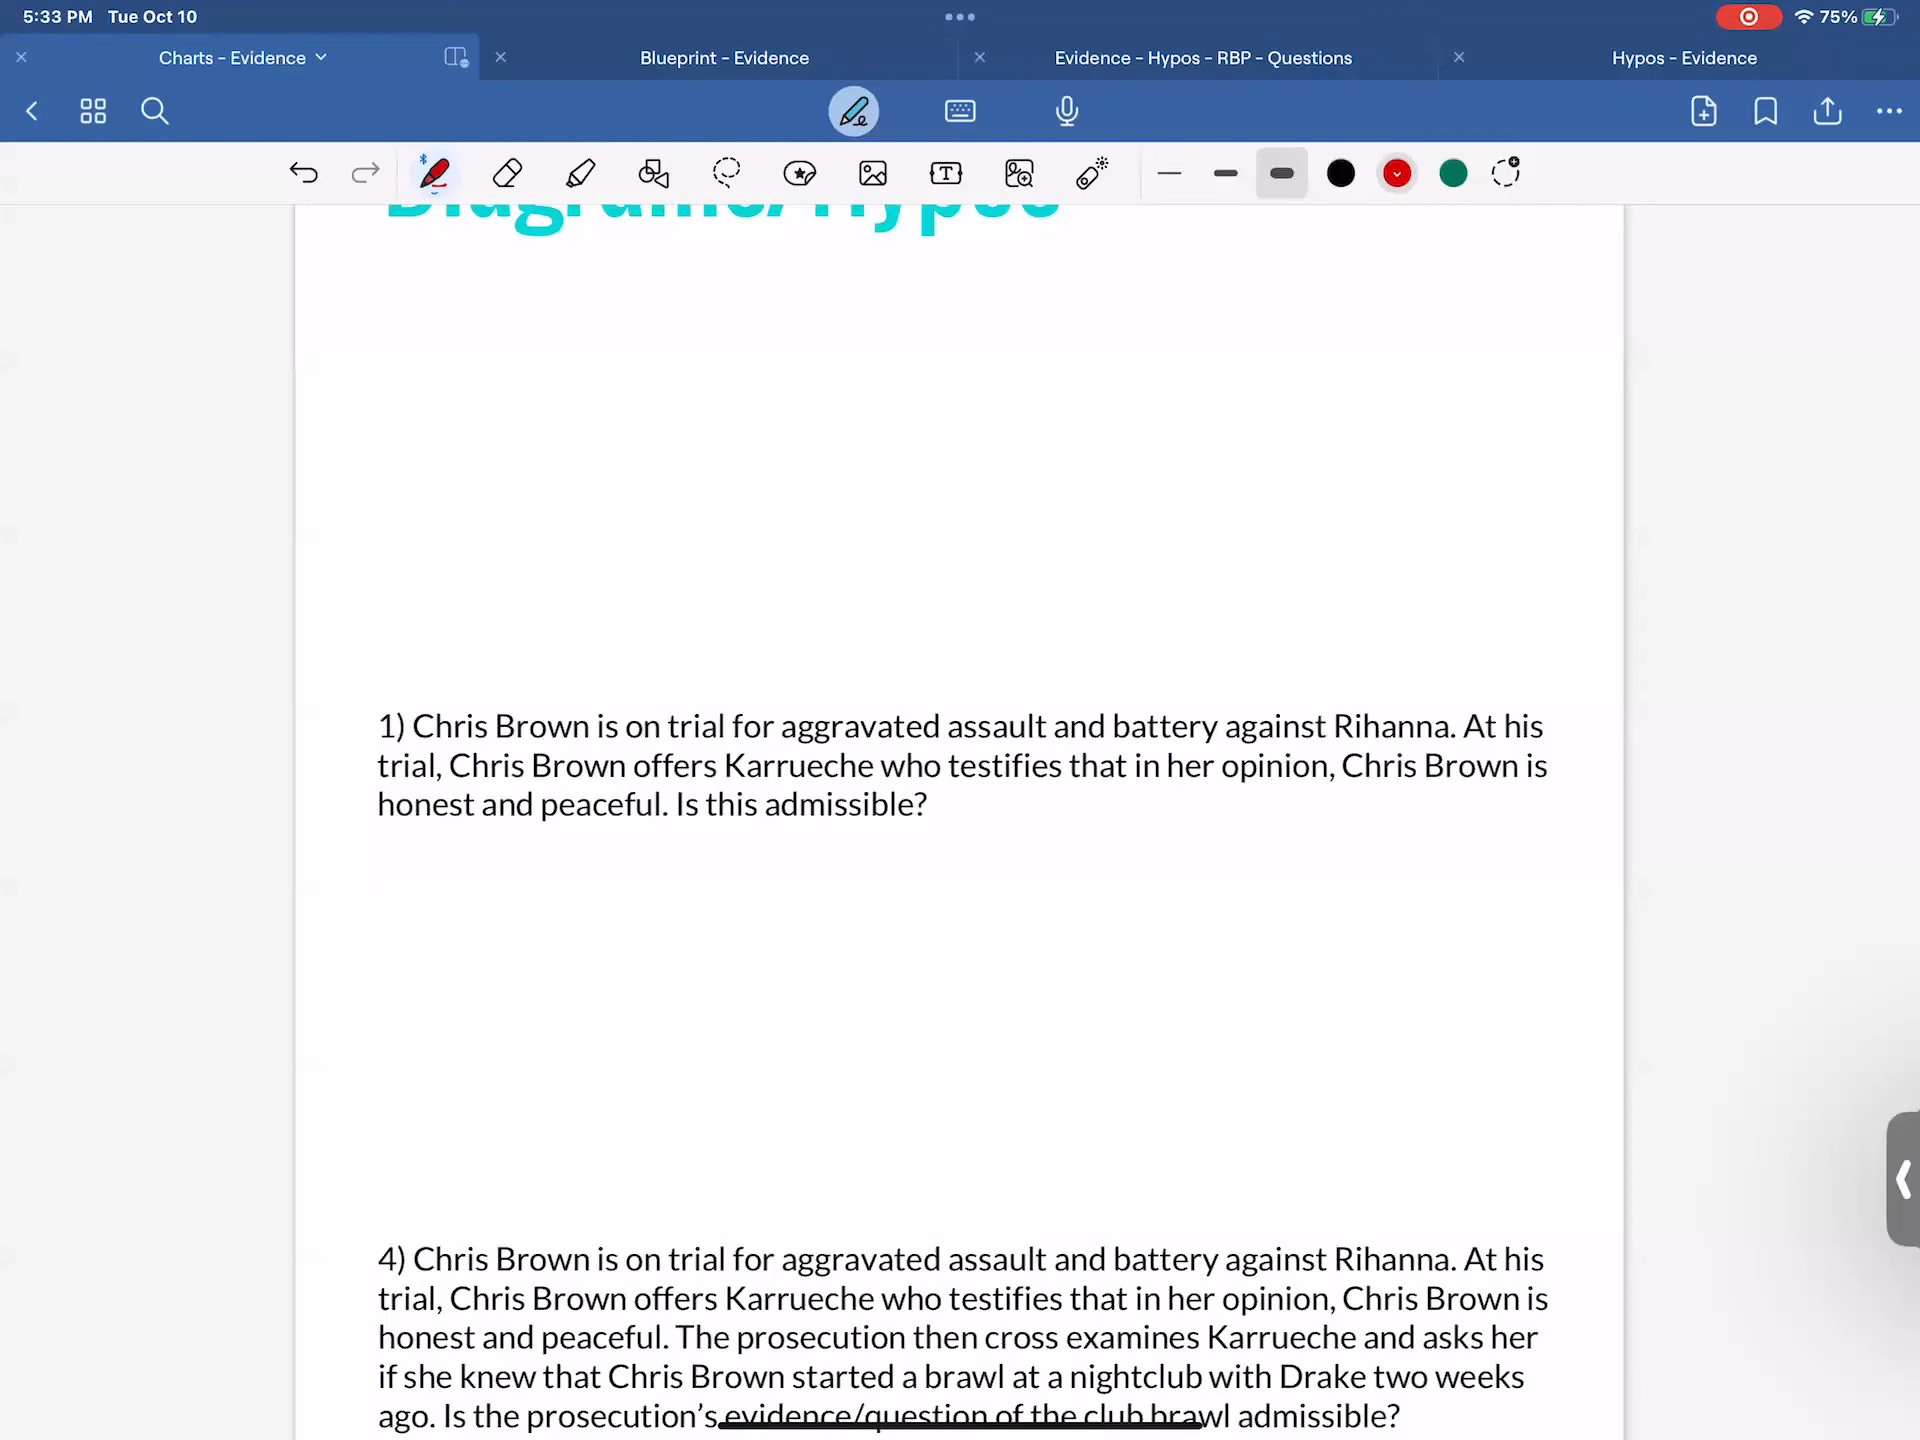 5:33 PM Tue Oct 10
75%
Charts - Evidence
Blueprint - Evidence
Evidence - Hypos - RBP - Questions
Hypos - Evidence
Diagrams/Hypos
1) Chris Brown is on trial for aggravated assault and battery against Rihanna. At his
trial, Chris Brown offers Karrueche who testifies that in her opinion, Chris Brown is
honest and peaceful. Is this admissible?
4) Chris Brown is on trial for aggravated assault and battery against Rihanna. At his
trial, Chris Brown offers Karrueche who testifies that in her opinion, Chris Brown is
honest and peaceful. The prosecution then cross examines Karrueche and asks her
if she knew that Chris Brown started a brawl at a nightclub with Drake two weeks
ago. Is the prosecution's evidence/question of the club brawl admissible?